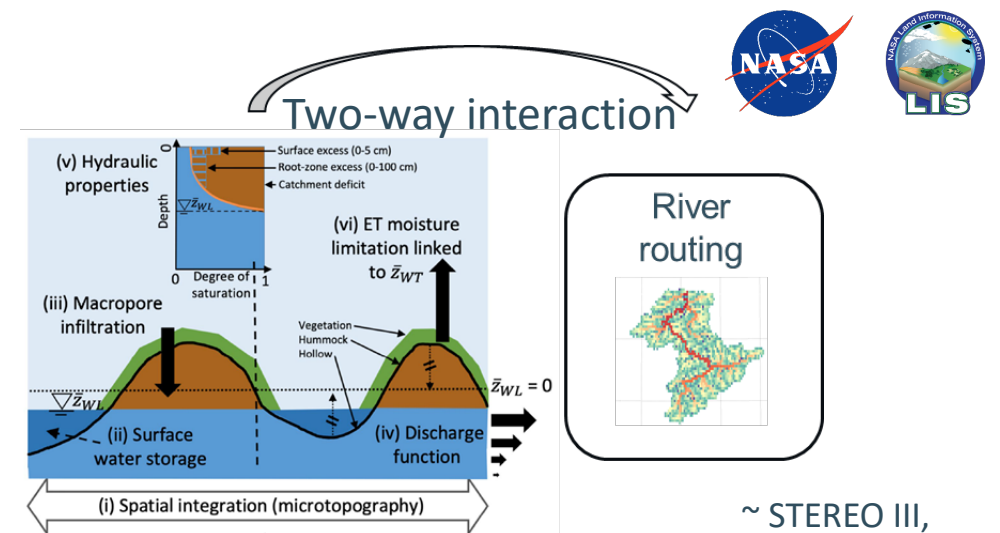 NASA
NASA Land Information System
LIS
Two-way interaction
(v) Hydraulic
properties
0
Surface excess (0-5 cm)
Root-zone excess (0-100 cm)
Catchment deficit
Depth
z̄WL
0
Degree of
saturation
1
(vi) ET moisture
limitation linked
to z̄WT
(iii) Macropore
infiltration
Vegetation
Hummock
Hollow
z̄WL = 0
z̄WL
(ii) Surface
water storage
(iv) Discharge
function
(i) Spatial integration (microtopography)
River
routing
~ STEREO III,